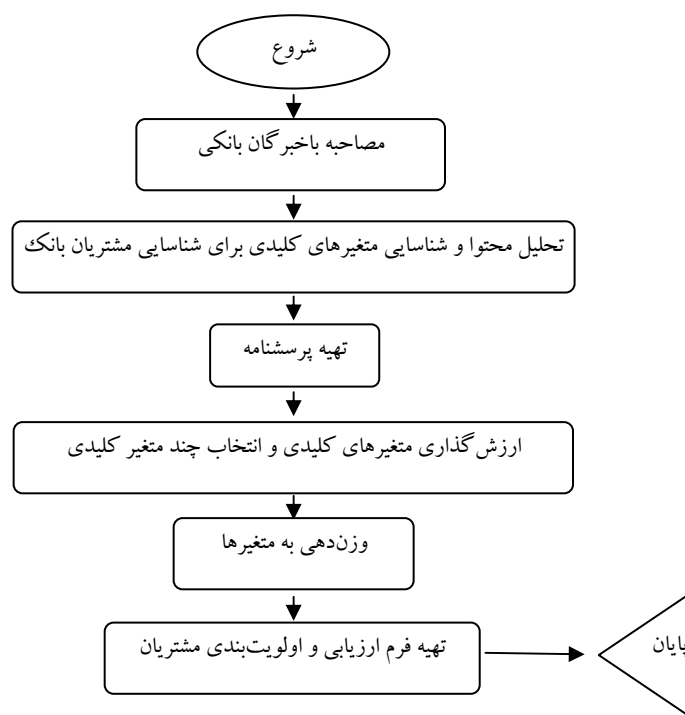 شروع
مصاحبه باخبرگان بانکی
تحلیل محتوا و شناسایی متغیرهای کلیدی برای شناسایی مشتریان بانک
تهیه پرسشنامه
ارزش‌گذاری متغیرهای کلیدی و انتخاب چند متغیر کلیدی
وزن‌دهی به متغیرها
تهیه فرم ارزیابی و اولویت‌بندی مشتریان
پایان